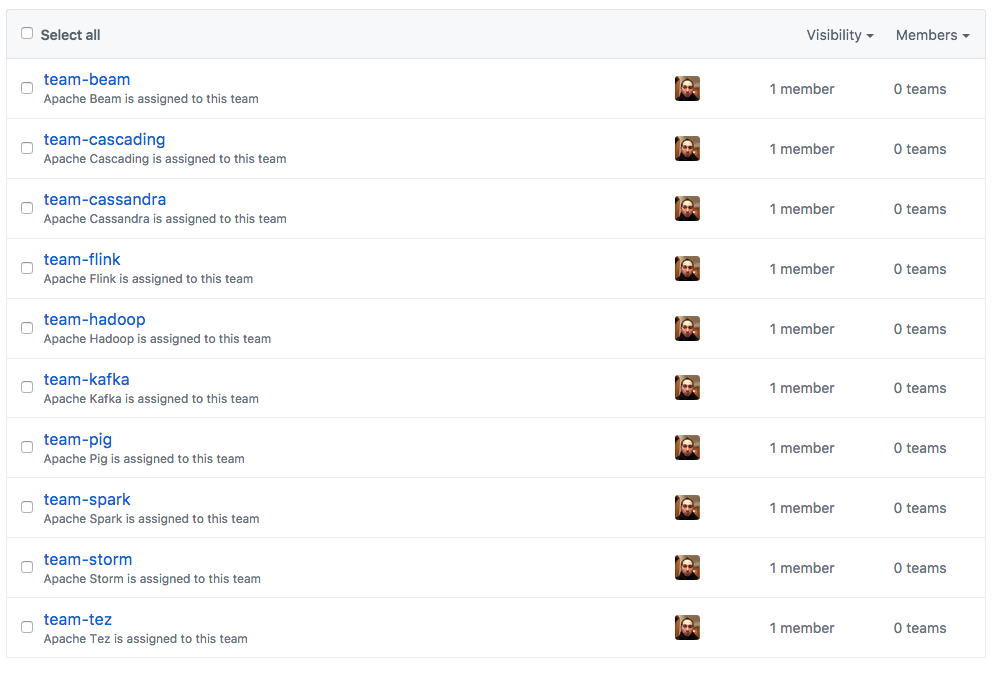 Select all Visibility Members
team-beam
Apache Beam is assigned to this team 1 member 0 teams
team-cascading
Apache Cascading is assigned to this team 1 member 0 teams
team-cassandra
Apache Cassandra is assigned to this team 1 member 0 teams
team-flink
Apache Flink is assigned to this team 1 member 0 teams
team-hadoop
Apache Hadoop is assigned to this team 1 member 0 teams
team-kafka
Apache Kafka is assigned to this team 1 member 0 teams
team-pig
Apache Pig is assigned to this team 1 member 0 teams
team-spark
Apache Spark is assigned to this team 1 member 0 teams
team-storm
Apache Storm is assigned to this team 1 member 0 teams
team-tez
Apache Tez is assigned to this team 1 member 0 teams